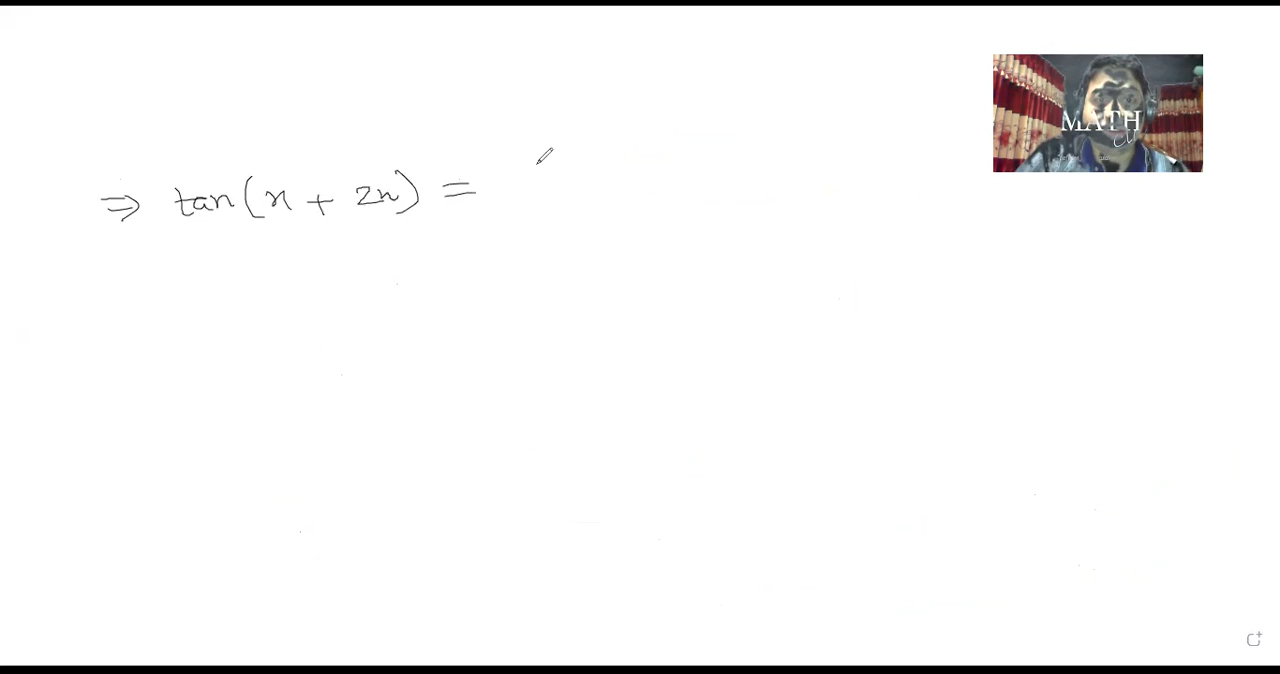 ⇒ tan(x + 2x) =
MATH